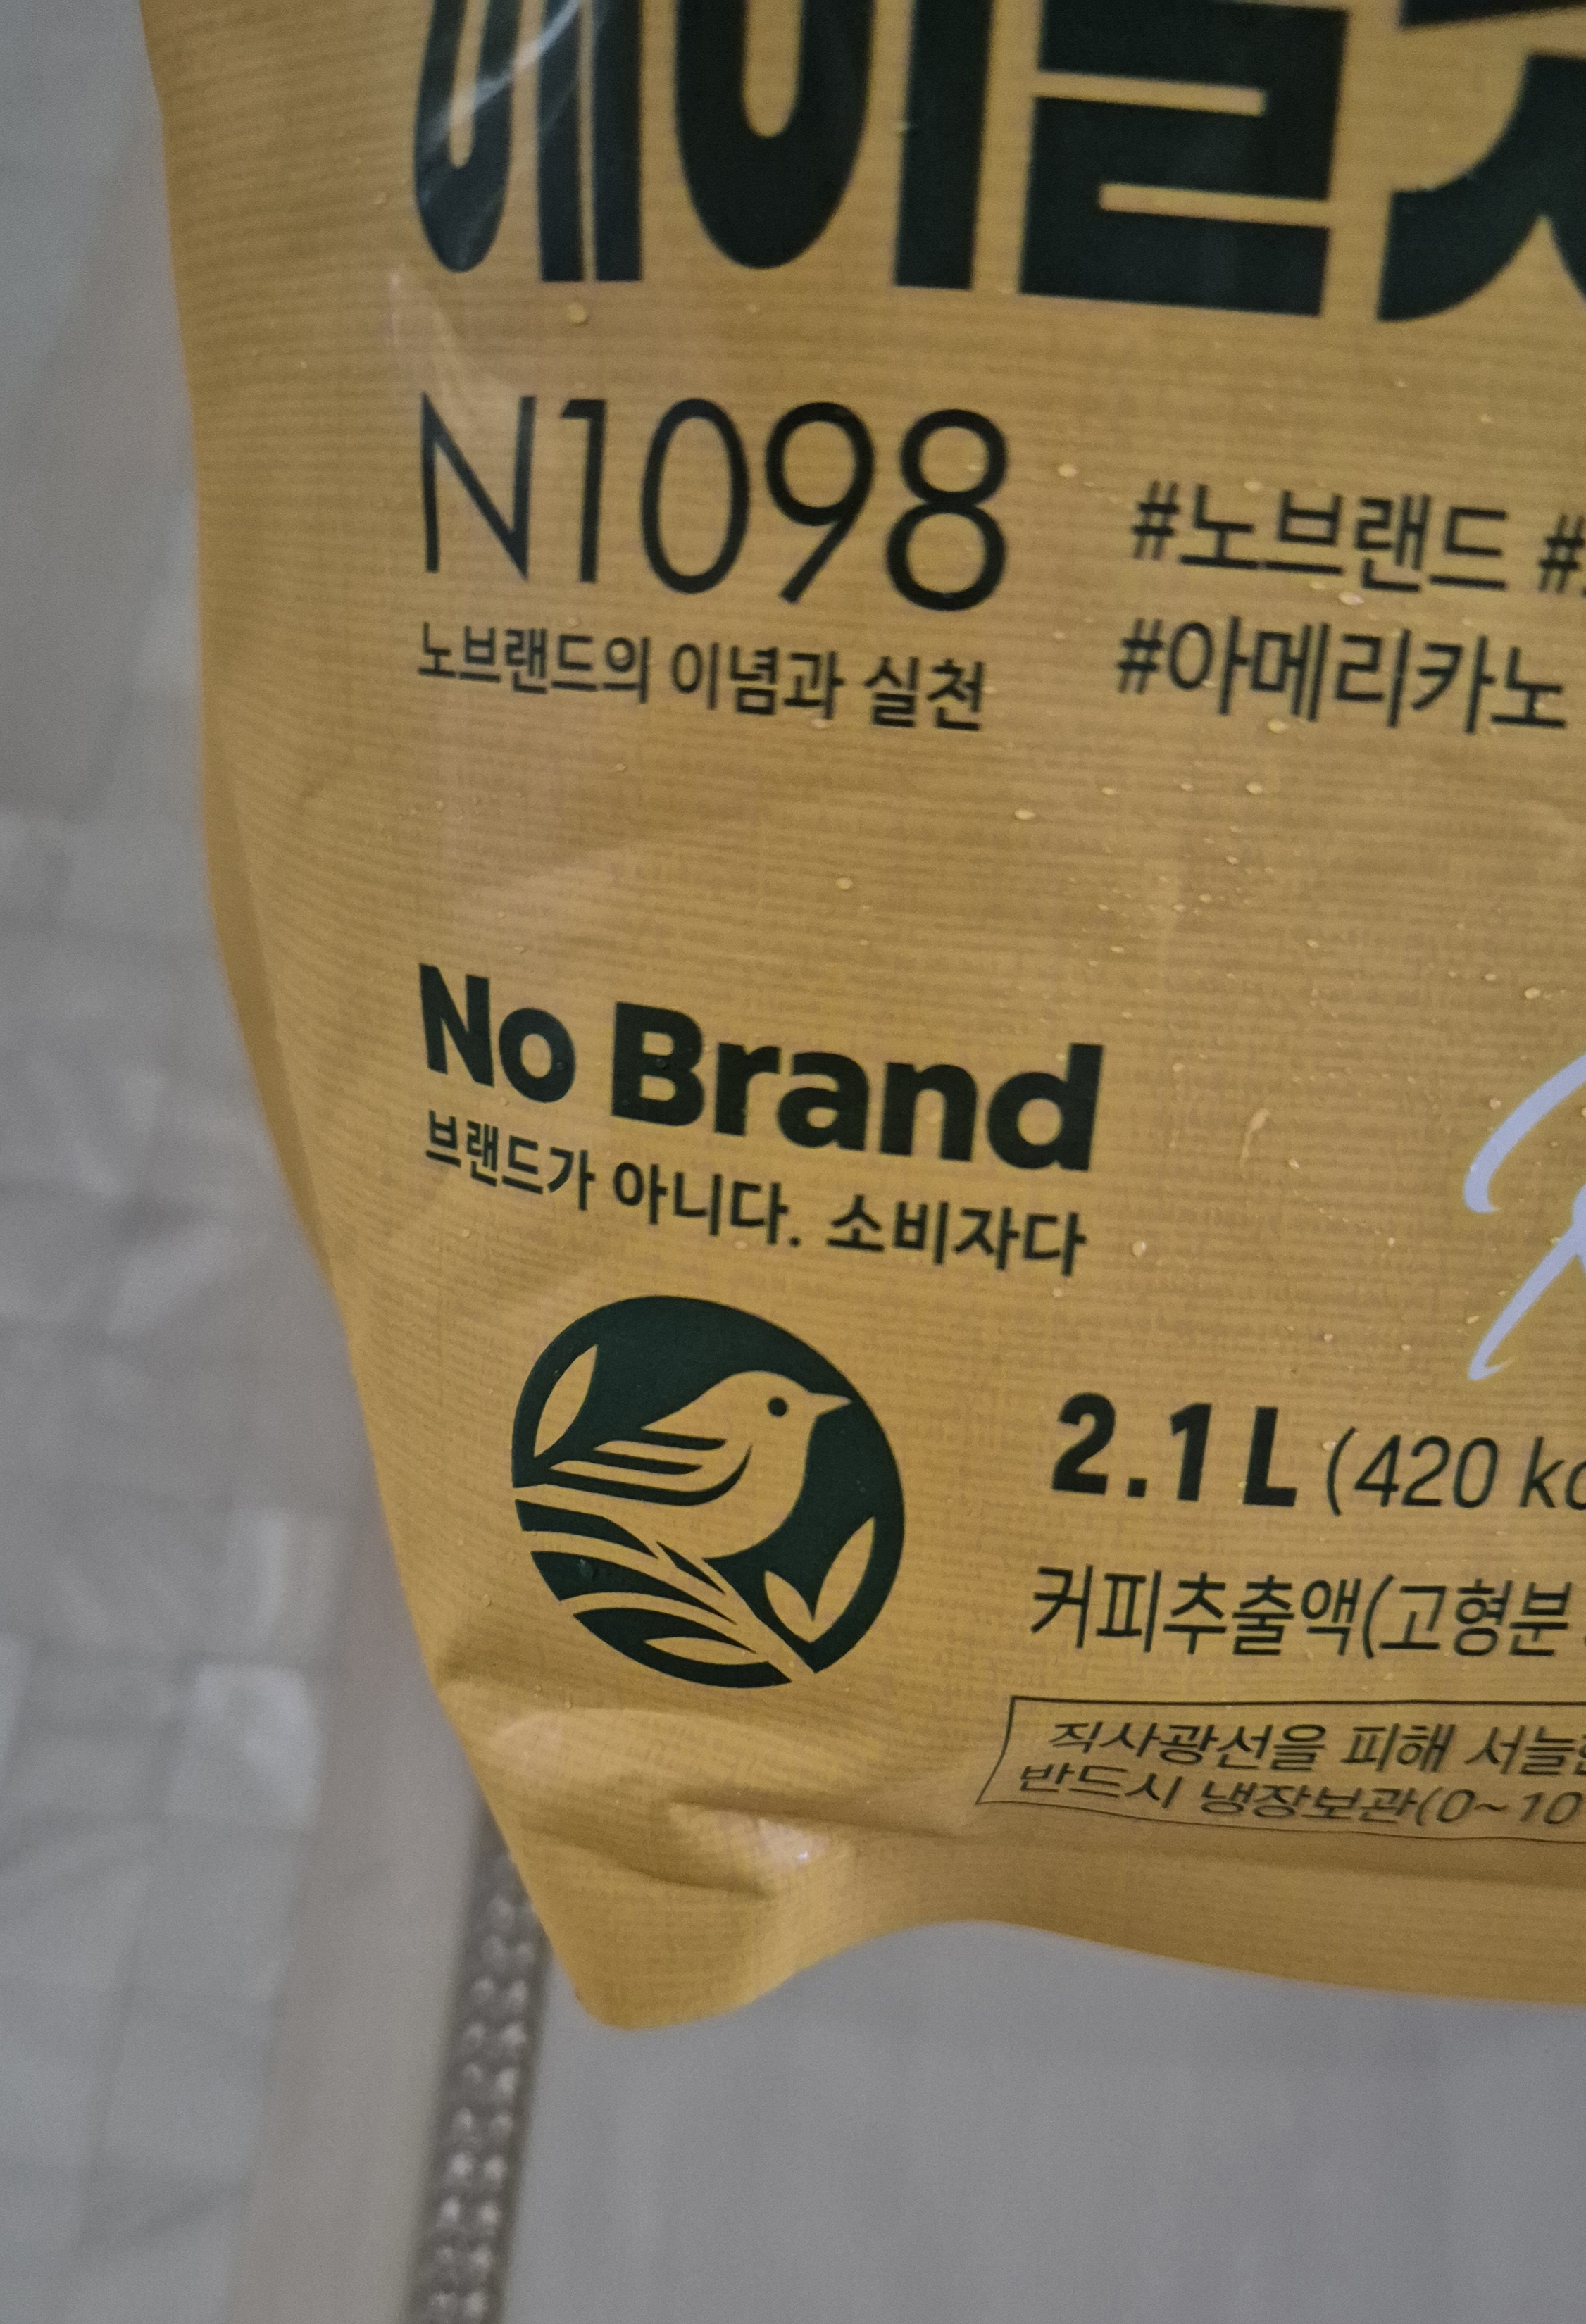 N1098
노브랜드의 이념과 실천
#노브랜드
#아메리카노
No Brand
브랜드가 아니다. 소비자다
2.1L (420
커피추출액(고형분
직사광선을 피해
반드시 냉장보관(0~10